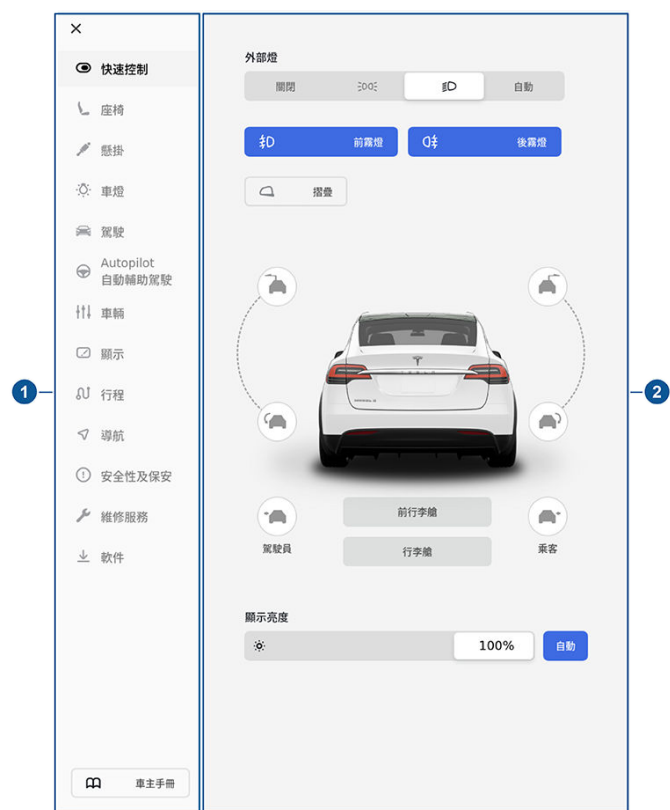 快速控制
座椅
懸掛
車燈
駕駛
Autopilot
自動輔助駕駛
車輛
顯示
行程
導航
安全性及保安
維修服務
軟件
車主手冊
1
外部燈
關閉
自動
前霧燈
後霧燈
摺疊
TESLA
前行李艙
行李艙
駕駛員
乘客
顯示亮度
100%
自動
2